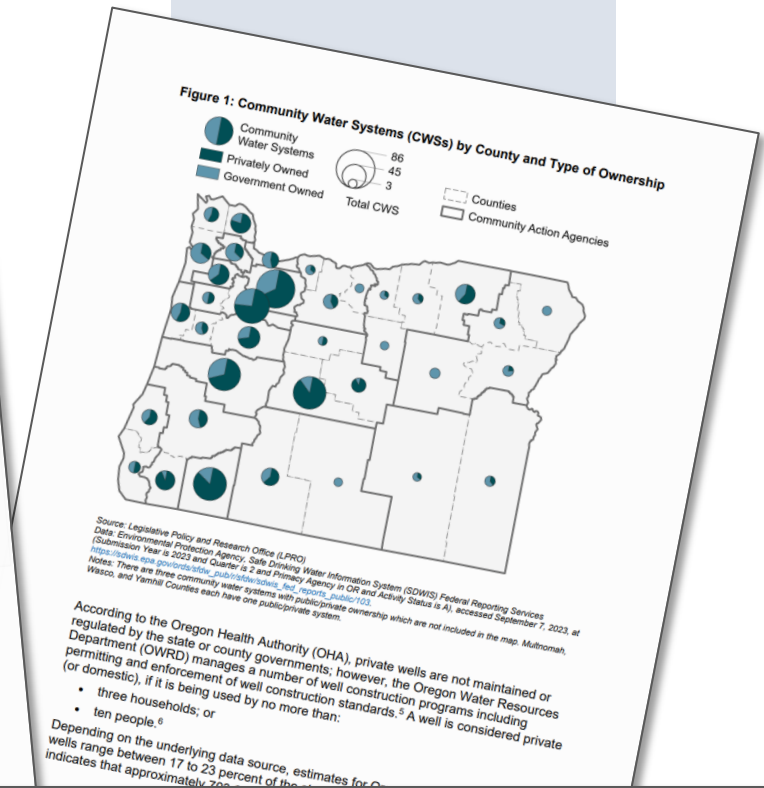 Figure 1: Community Water Systems (CWSs) by County and Type of Ownership
Community
Water Systems
Privately Owned
Government Owned
86
45
3
Total CWS
Counties
Community Action Agencies
Source: Legislative Policy and Research Office (LPRO)
Data: Environmental Protection Agency, Safe Drinking Water Information System (SDWIS) Federal Reporting Services
(Submission Year is 2023 and Quarter is 2 and Primacy Agency in OR and Activity Status is A), accessed September 7, 2023, at
https://sdwis.epa.gov/ords/sfdw_pub/r/sfdw/sdwis_fed_reports_public/103.
Notes: There are three community water systems with public/private ownership which are not included in the map. Multnomah,
Wasco, and Yamhill Counties each have one public/private system.
According to the Oregon Health Authority (OHA), private wells are not maintained or
regulated by the state or county governments; however, the Oregon Water Resources
Department (OWRD) manages a number of well construction programs including
permitting and enforcement of well construction standards.⁵ A well is considered private
(or domestic), if it is being used by no more than:
• three households; or
• ten people.⁶
Depending on the underlying data source, estimates for
wells range between 17 to 23 percent of the
indicates that approximately